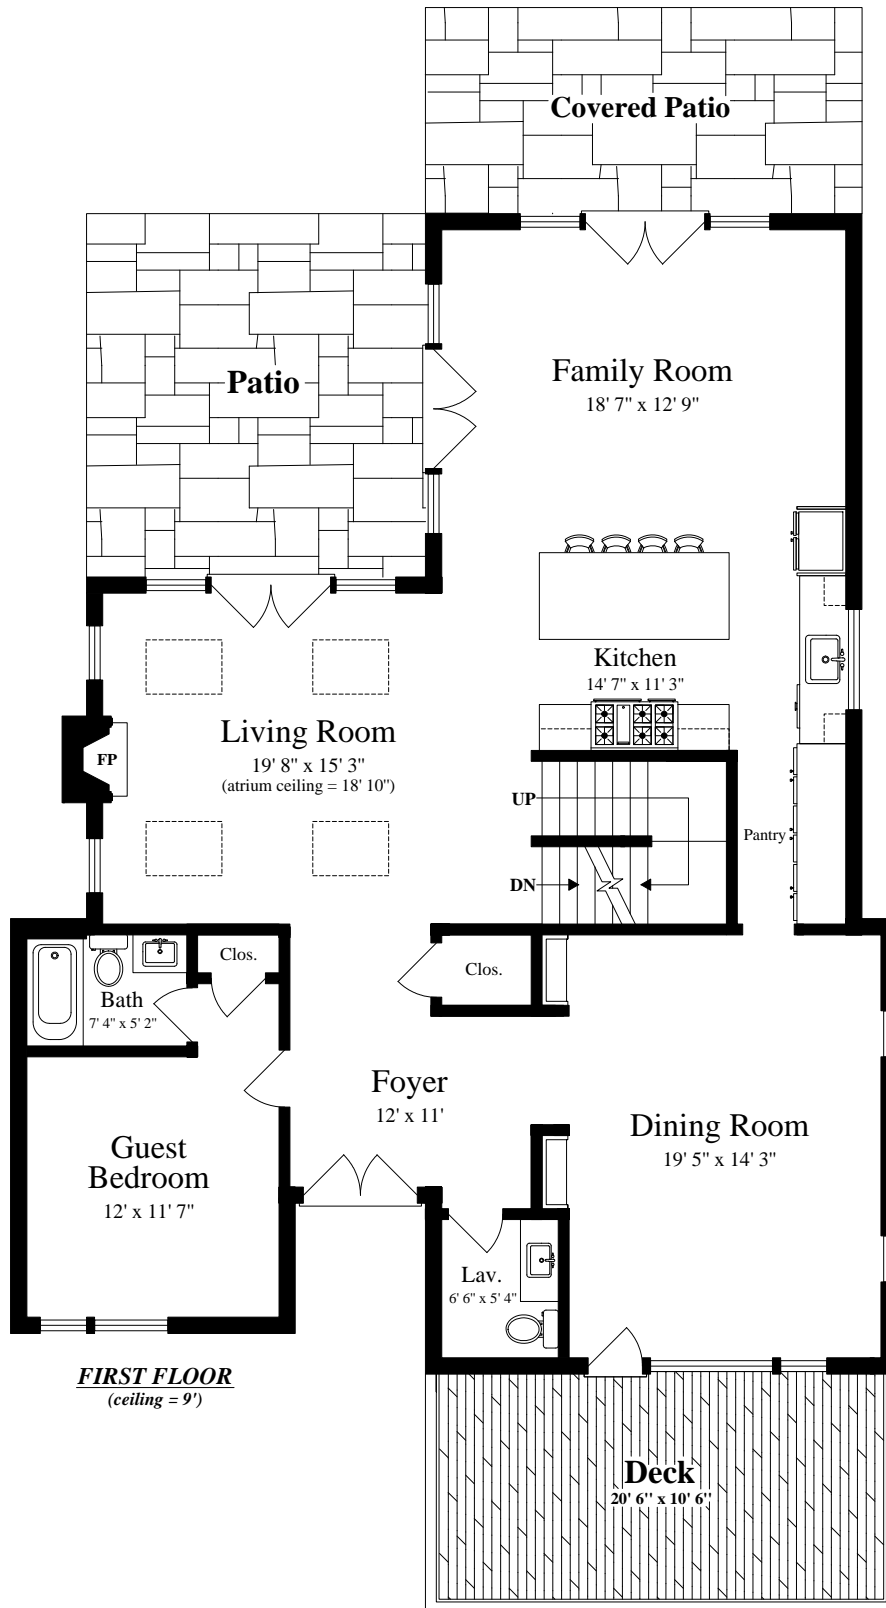 Covered Patio
Family Room
18' 7" x 12' 9"
Patio
Kitchen
14' 7" x 11' 3"
Living Room
19' 8" x 15' 3"
(atrium ceiling = 18' 10")
FP
UP
DN
Pantry
Clos.
Clos.
Bath
7' 4" x 5' 2"
Foyer
12' x 11'
Guest
Bedroom
12' x 11' 7"
Dining Room
19' 5" x 14' 3"
Lav.
6' 6" x 5' 4"
FIRST FLOOR
(ceiling = 9')
Deck
20' 6" x 10' 6"